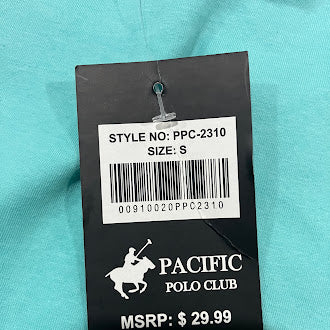 STYLE NO: PPC-2310
SIZE: S
00910020PPC2310
PACIFIC
POLO CLUB
MSRP: $ 29.99